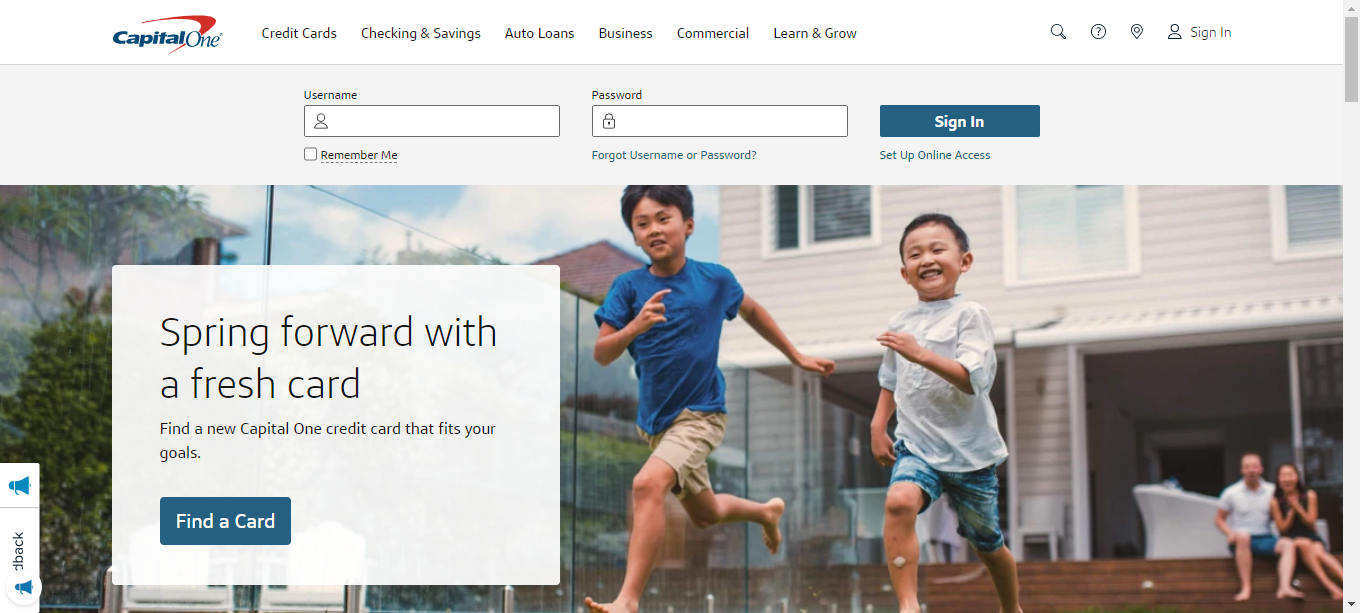 CapitalOne
Credit Cards
Checking & Savings
Auto Loans
Business
Commercial
Learn & Grow
Sign In
Username
Password
Sign In
Remember Me
Forgot Username or Password?
Set Up Online Access
Spring forward with
a fresh card
Find a new Capital One credit card that fits your
goals.
Find a Card
dback